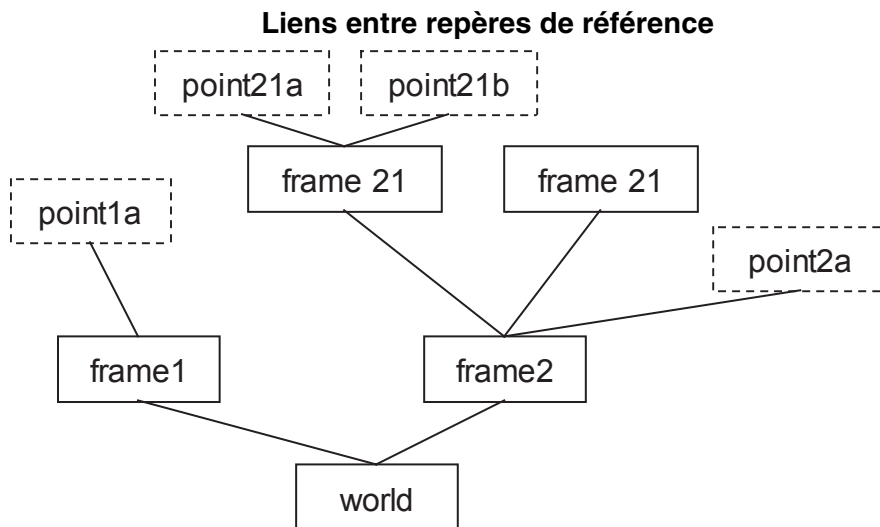 Liens entre repères de référence
point21a
point21b
frame 21
frame 21
point1a
point2a
frame1
frame2
world